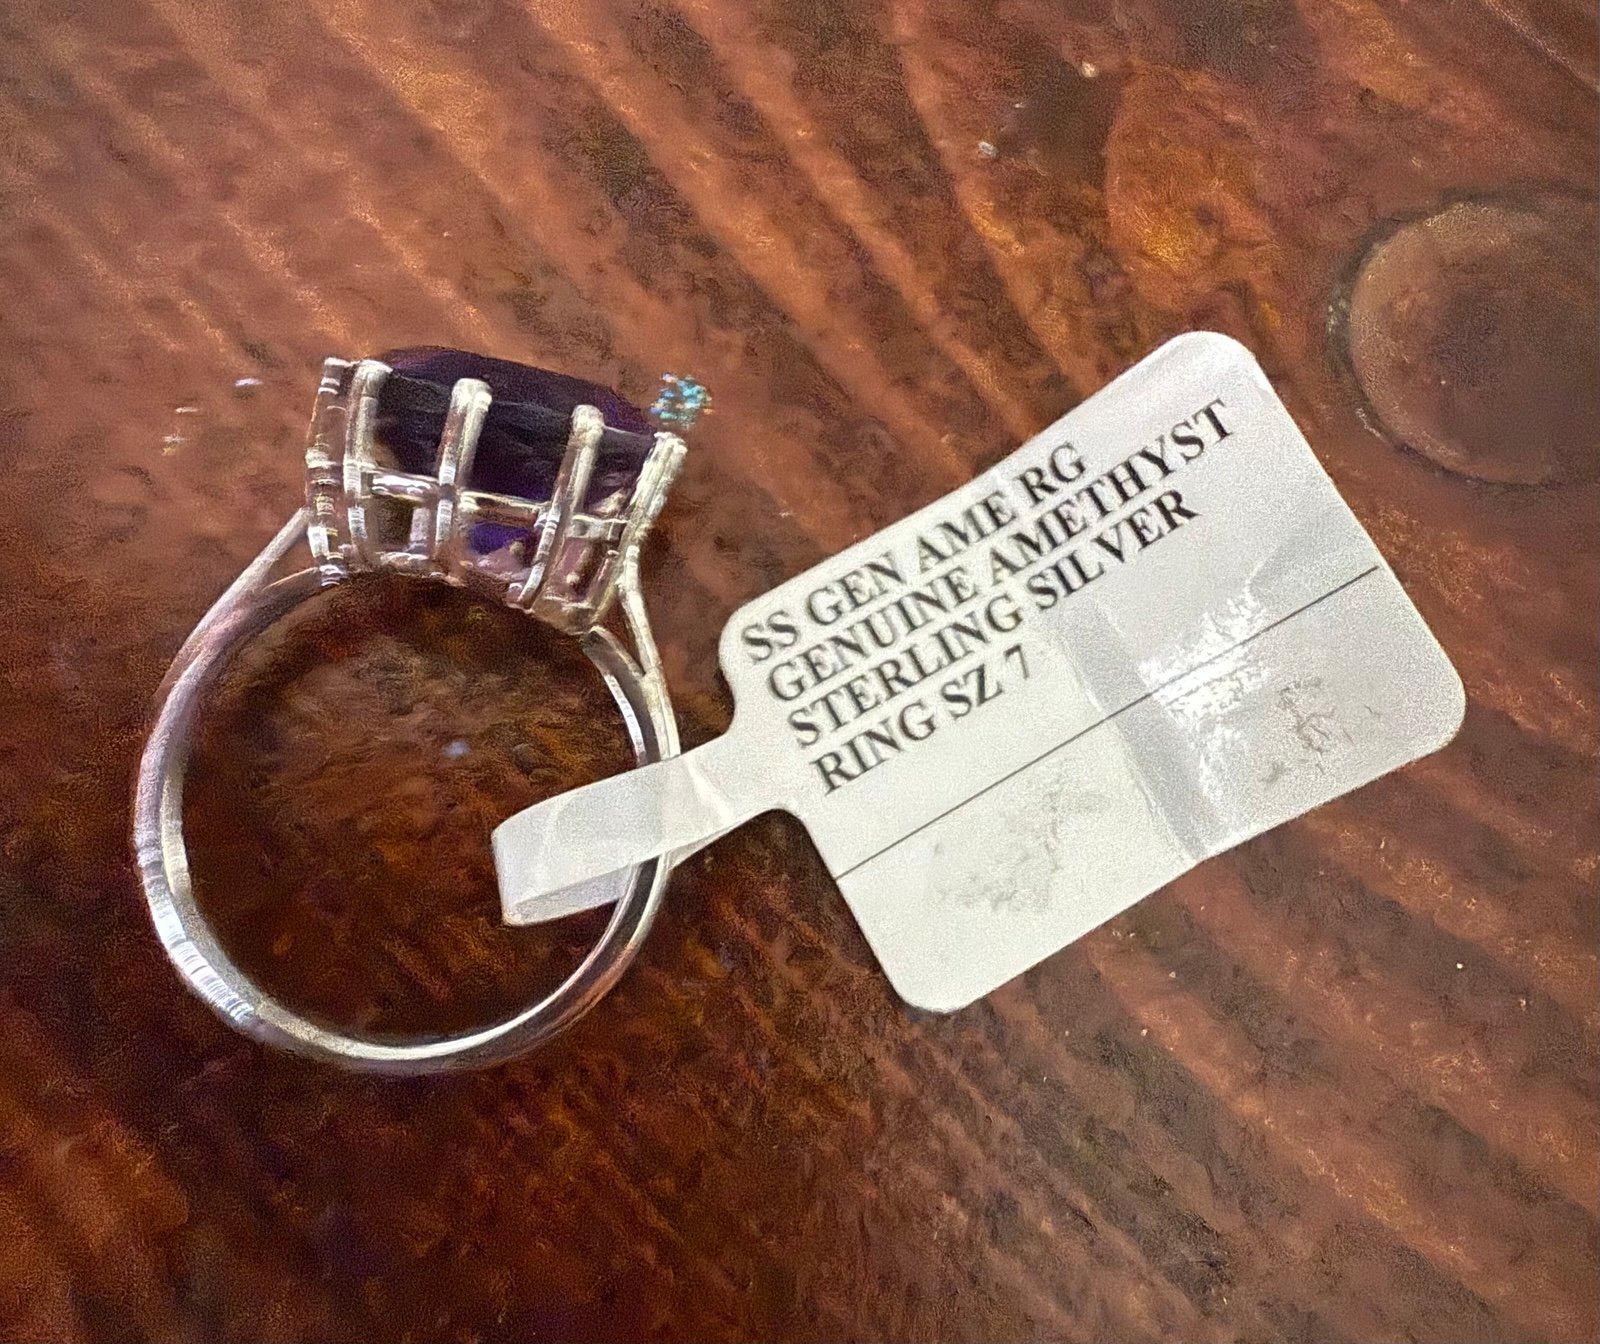 SS GEN AME RG
GENUINE AMETHYST
STERLING SILVER
RING SZ 7